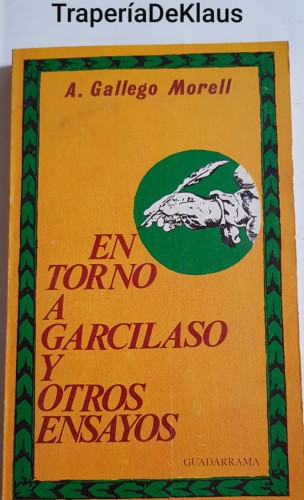 TraperíaDeKlaus
A. Gallego Morell
EN
TORNO
A
GARCILASO
Y
OTROS
ENSAYOS
GUADARRAMA